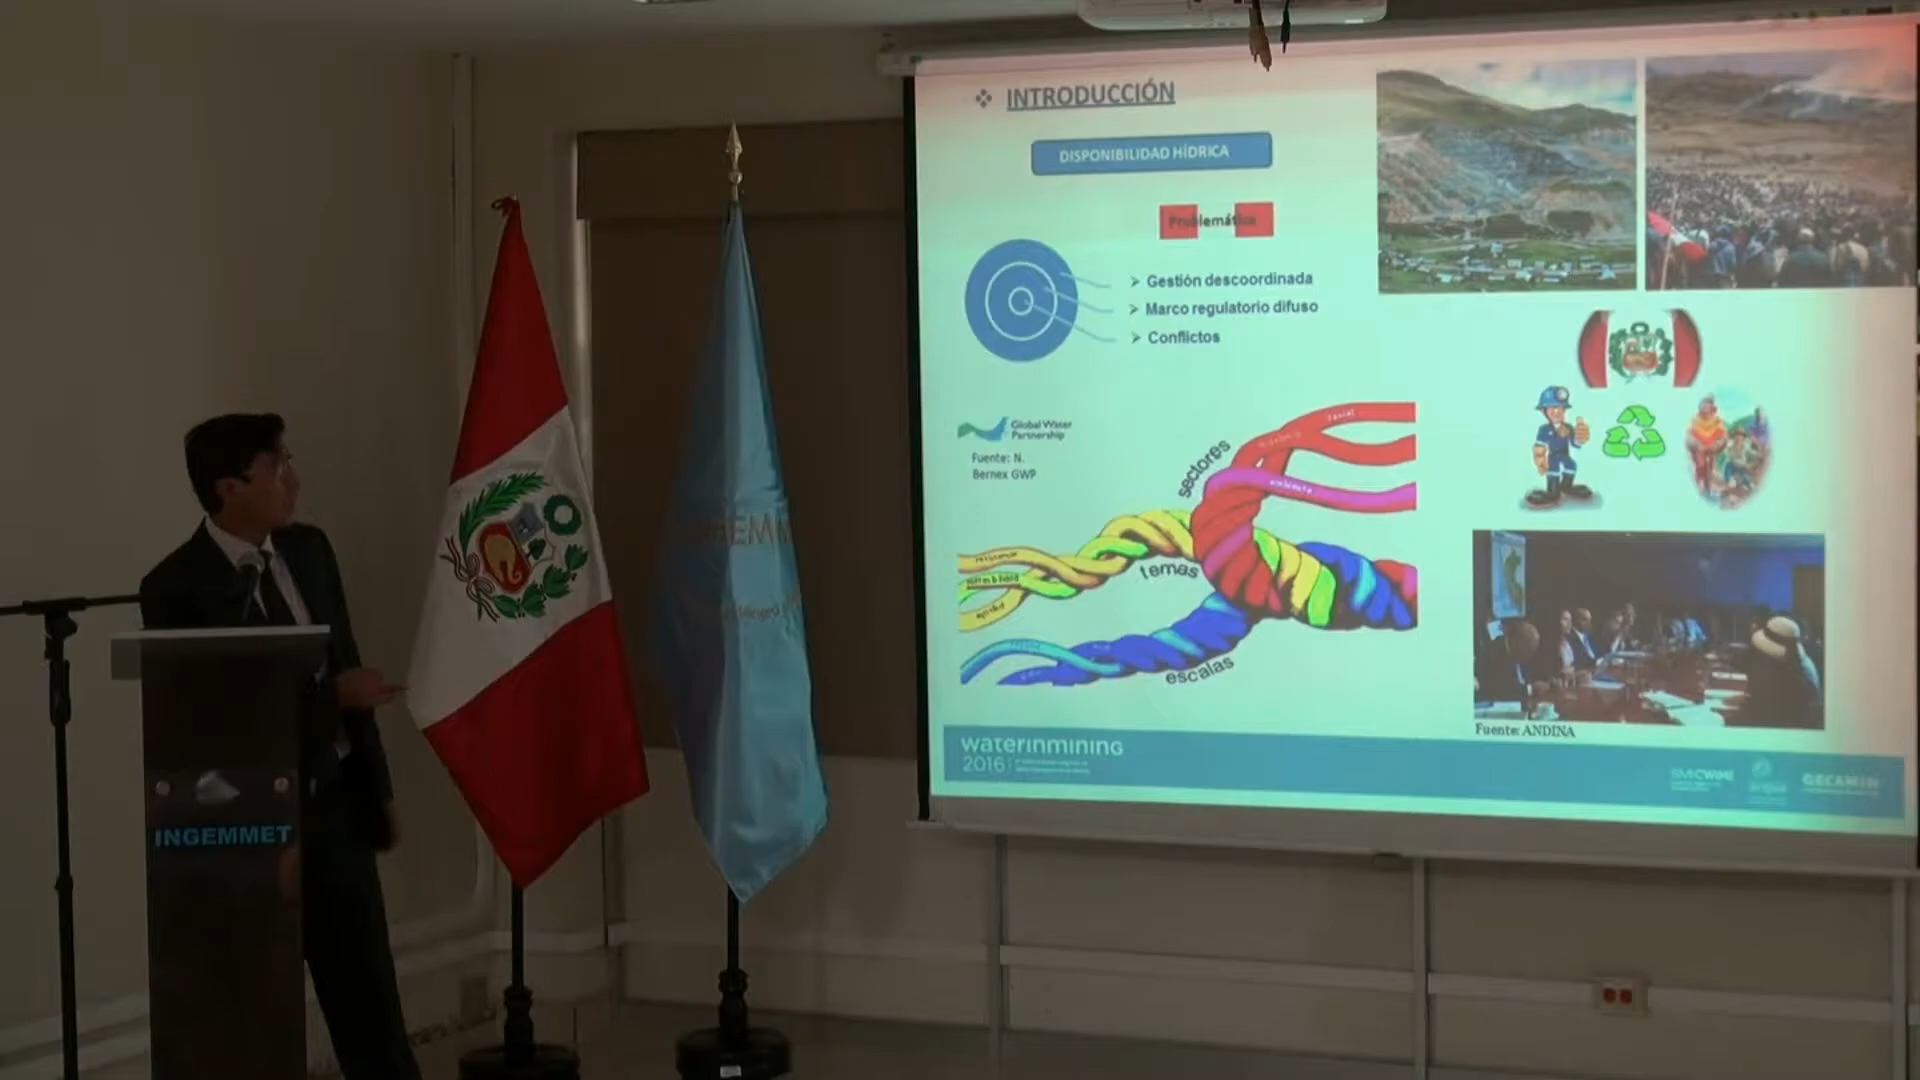 ❖ INTRODUCCIÓN
DISPONIBILIDAD HÍDRICA
Problemática
➢ Gestión descoordinada
➢ Marco regulatorio difuso
➢ Conflictos
Global Water
Partnership
Fuente: N.
Bernex GWP
sectores
temas
escalas
Fuente: ANDINA
waterinmining
2016
GECAMIN
INGEMMET